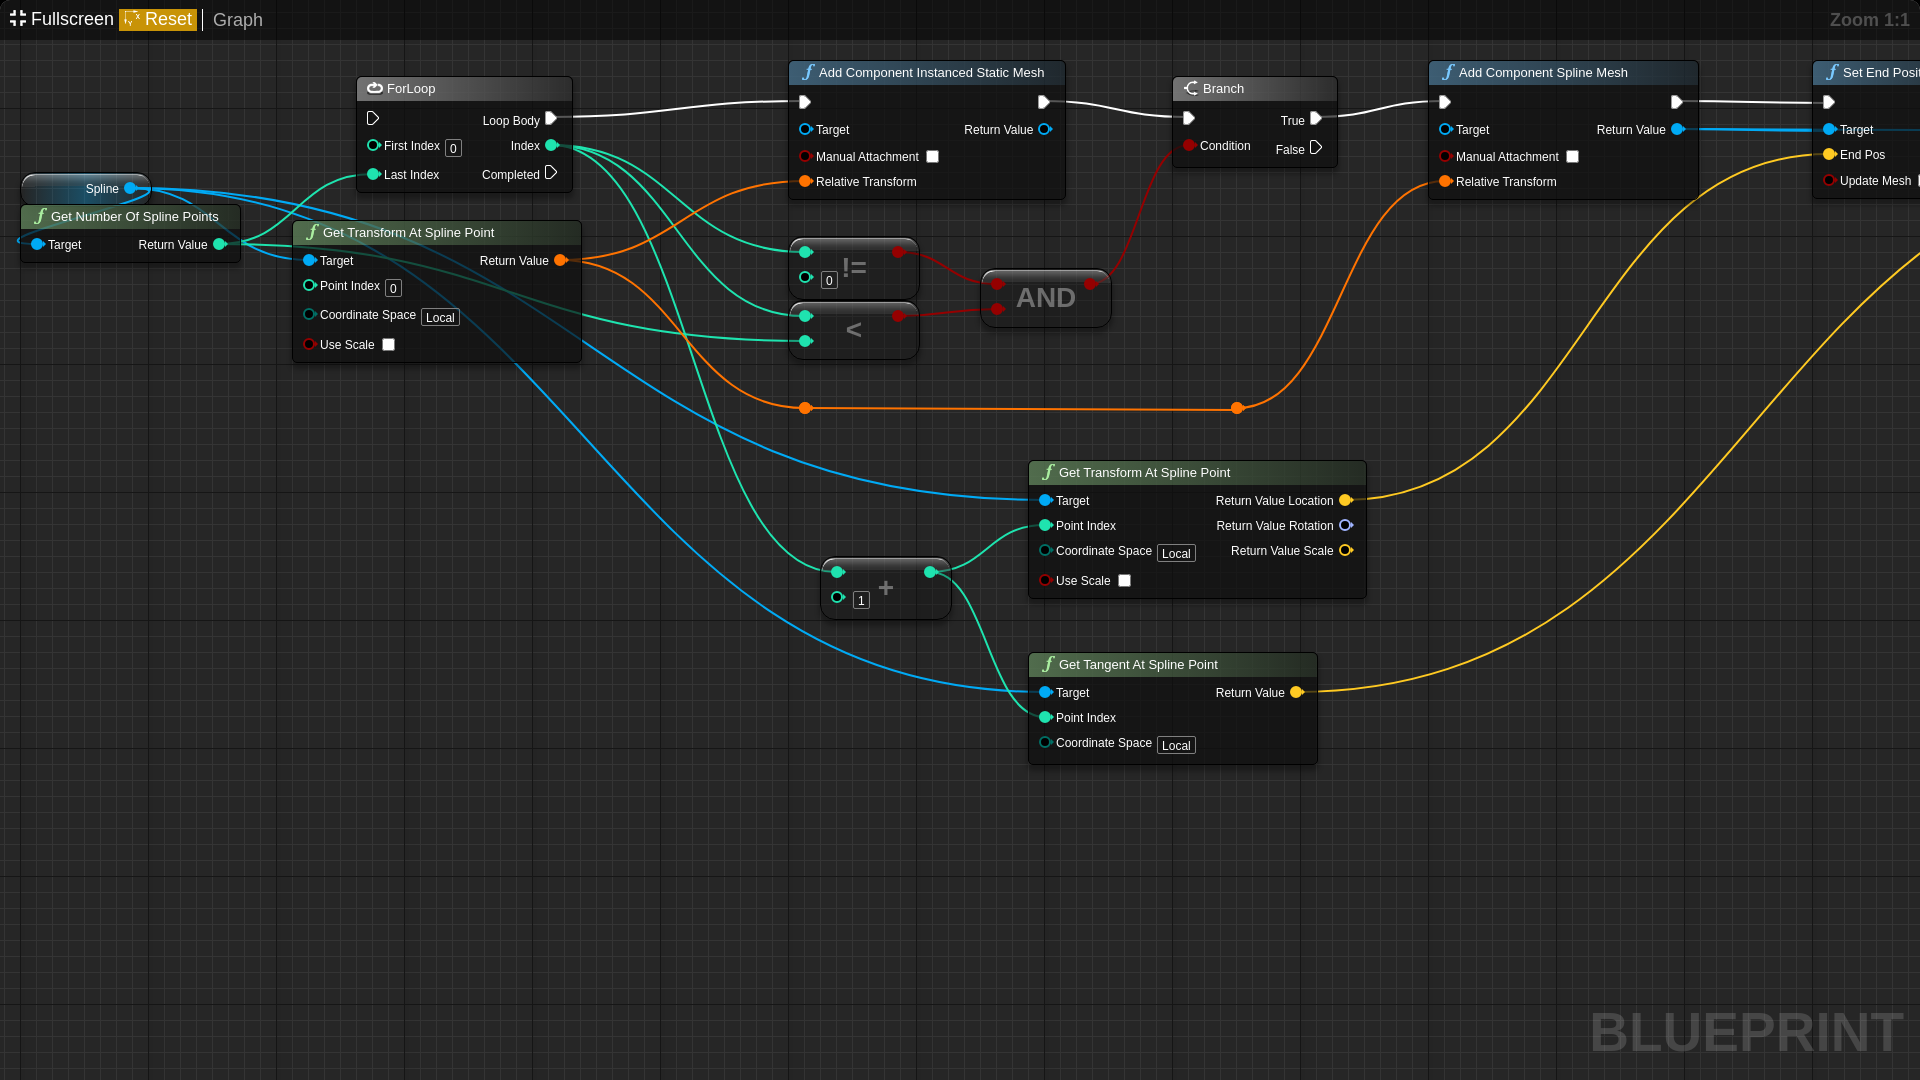 Fullscreen Reset Graph
Zoom 1:1
ForLoop
Loop Body
First Index 0
Index
Last Index
Completed
Spline
Get Number Of Spline Points
Target
Return Value
Get Transform At Spline Point
Target
Return Value
Point Index 0
Coordinate Space Local
Use Scale
Add Component Instanced Static Mesh
Target
Return Value
Manual Attachment
Relative Transform
!=
0
<
AND
Branch
True
Condition
False
Add Component Spline Mesh
Target
Return Value
Manual Attachment
Relative Transform
Set End Posit
Target
End Pos
Update Mesh
Get Transform At Spline Point
Target
Return Value Location
Point Index
Return Value Rotation
Coordinate Space Local
Return Value Scale
Use Scale
+
1
Get Tangent At Spline Point
Target
Return Value
Point Index
Coordinate Space Local
BLUEPRINT